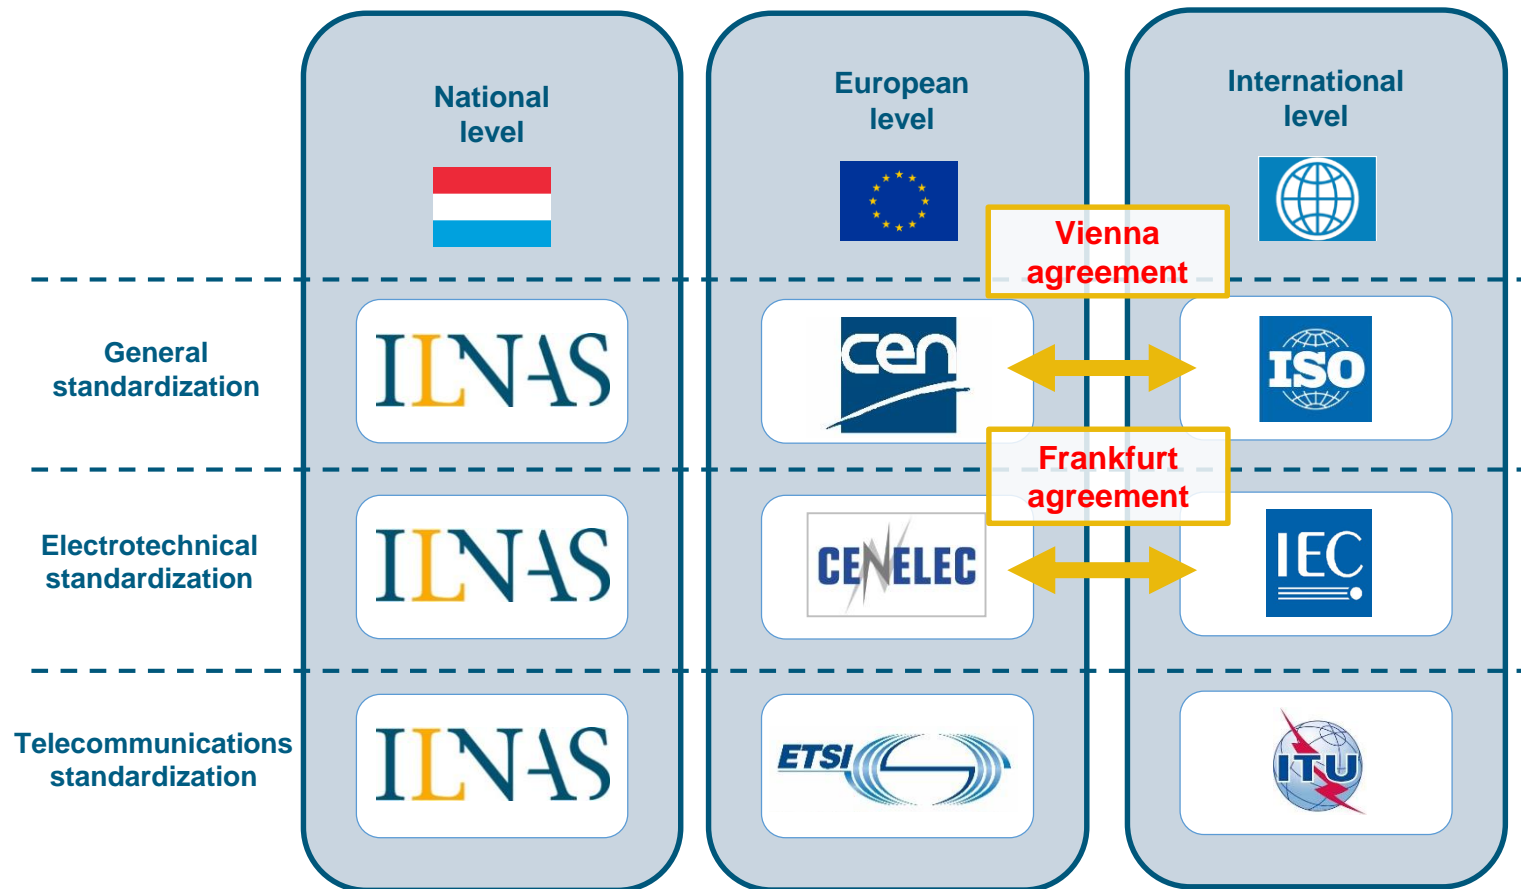 National
level
European
level
International
level
Vienna
agreement
General
standardization
ILNAS
cen
ISO
Frankfurt
agreement
Electrotechnical
standardization
ILNAS
CENELEC
IEC
Telecommunications
standardization
ILNAS
ETSI
ITU